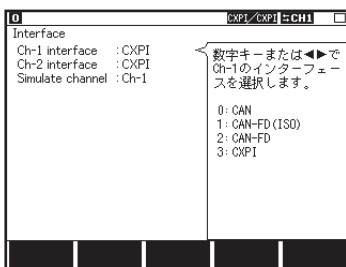 0 CXPI/CXPI ≒CH1
Interface
Ch-1 interface :CXPI
Ch-2 interface :CXPI
Simulate channel :Ch-1
数字キーまたは◀▶で
Ch-1のインターフェー
スを選択します。
0: CAN
1: CAN-FD(ISO)
2: CAN-FD
3: CXPI